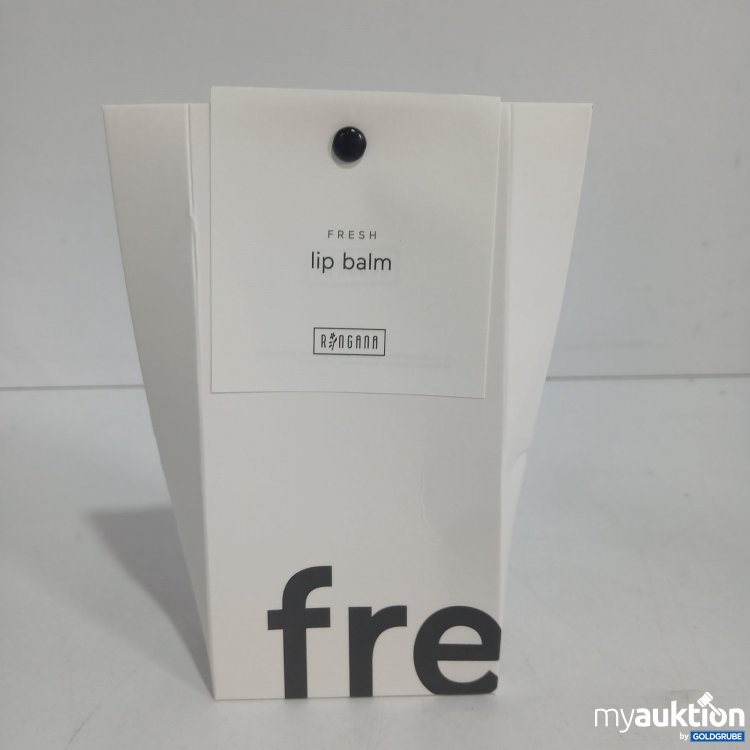 FRESH
lip balm
RINGANA
fre
myauktion
by GOLDGRUBE